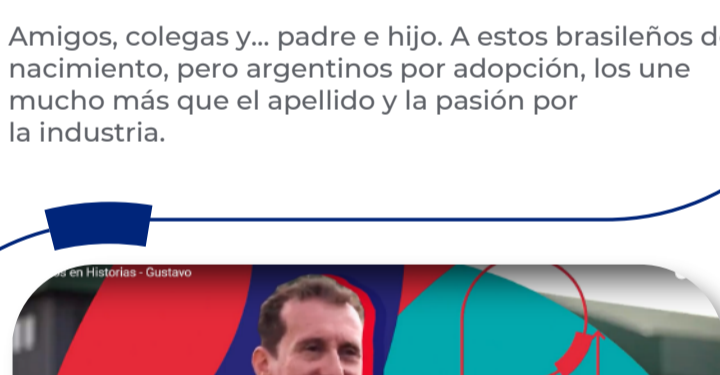 Amigos, colegas y... padre e hijo. A estos brasileños
nacimiento, pero argentinos por adopción, los une
mucho más que el apellido y la pasión por
la industria.
en Historias - Gustavo